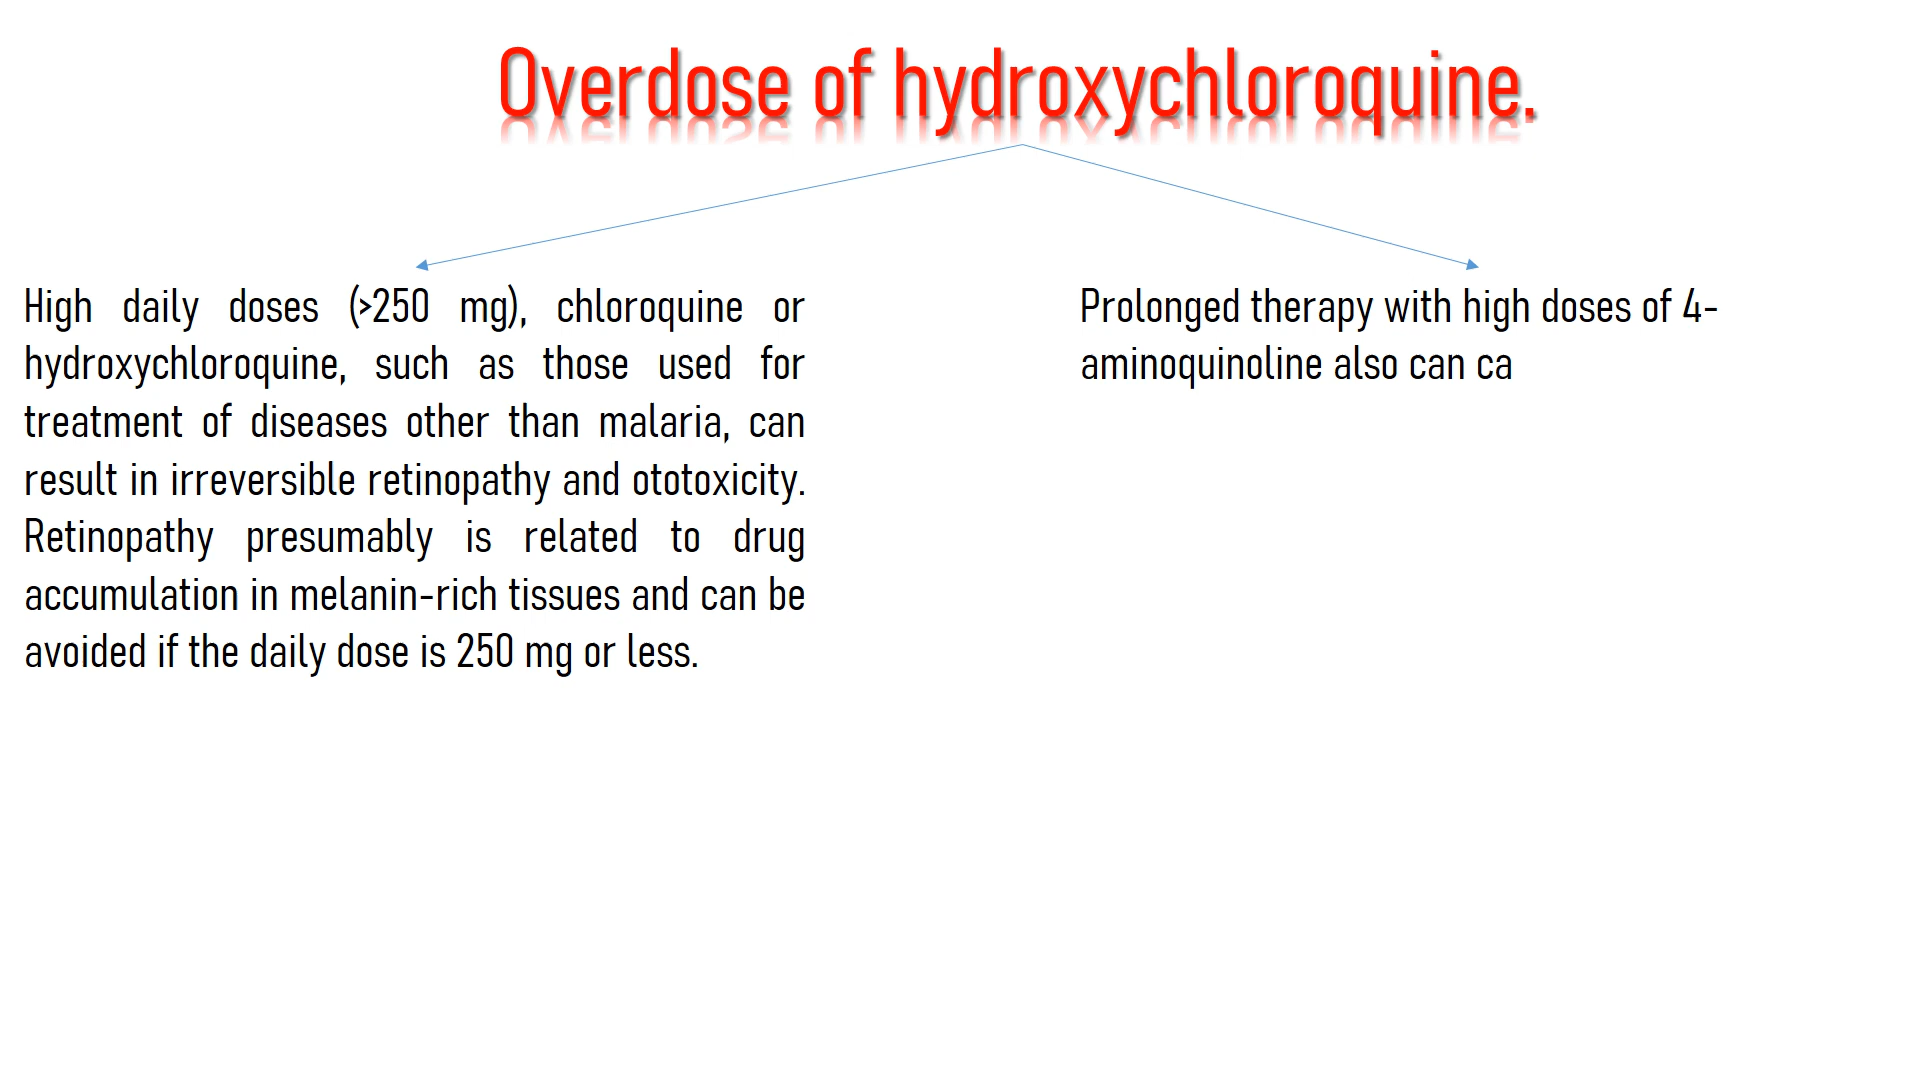 Overdose of hydroxychloroquine.
High daily doses (>250 mg), chloroquine or
hydroxychloroquine, such as those used for
treatment of diseases other than malaria, can
result in irreversible retinopathy and ototoxicity.
Retinopathy presumably is related to drug
accumulation in melanin-rich tissues and can be
avoided if the daily dose is 250 mg or less.
Prolonged therapy with high doses of 4-
aminoquinoline also can ca